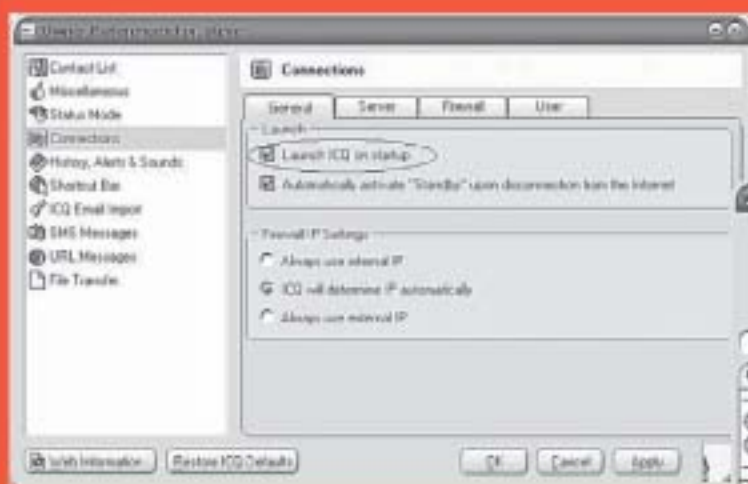 Owner Preferences For:
Contact List
Miscellaneous
Status Mode
Connections
History, Alerts & Sounds
Shortcut Bar
ICQ Email Import
SMS Messages
URL Messages
File Transfer
Connections
General Server Firewall User
Launch
Launch ICQ on startup
Automatically activate "Standby" upon disconnection from the Internet
Firewall IP Settings
Always use internal IP
ICQ will determine IP automatically
Always use external IP
Web Information Restore ICQ Defaults OK Cancel Apply